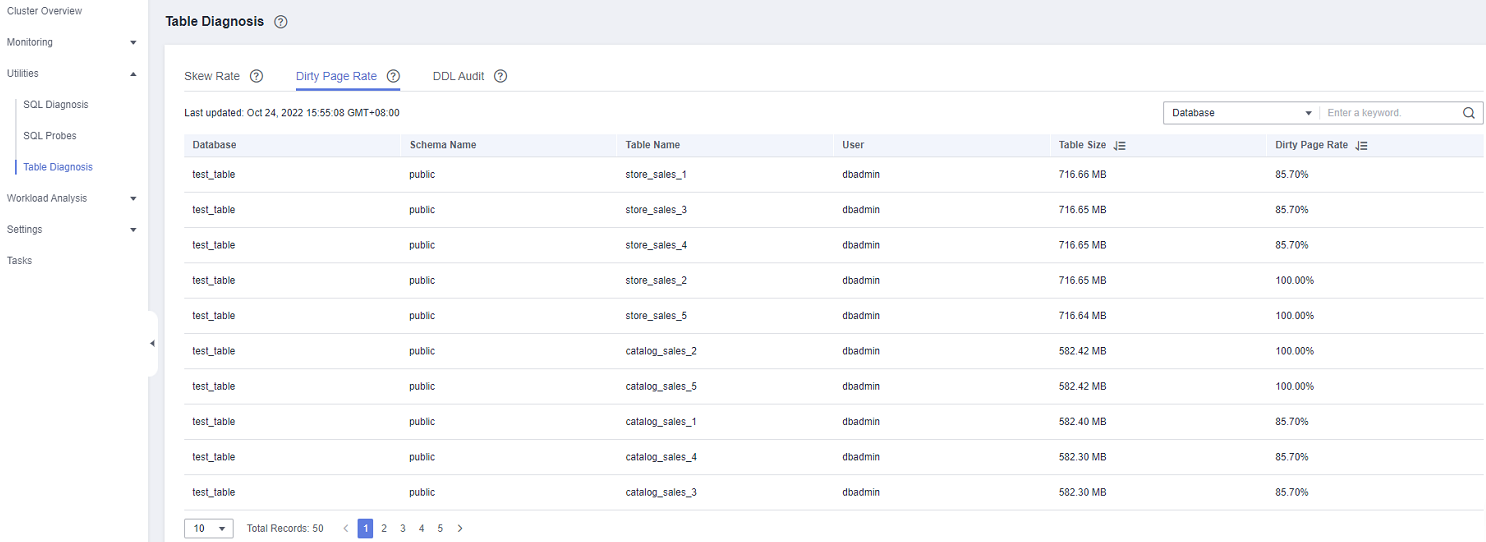 Cluster Overview
Monitoring
Utilities
SQL Diagnosis
SQL Probes
Table Diagnosis
Workload Analysis
Settings
Tasks
Table Diagnosis ?
Skew Rate ? Dirty Page Rate ? DDL Audit ?
Last updated: Oct 24, 2022 15:55:08 GMT+08:00 Database Enter a keyword.
Database Schema Name Table Name User Table Size Dirty Page Rate
test_table public store_sales_1 dbadmin 716.66 MB 85.70%
test_table public store_sales_3 dbadmin 716.65 MB 85.70%
test_table public store_sales_4 dbadmin 716.65 MB 85.70%
test_table public store_sales_2 dbadmin 716.65 MB 100.00%
test_table public store_sales_5 dbadmin 716.64 MB 100.00%
test_table public catalog_sales_2 dbadmin 582.42 MB 100.00%
test_table public catalog_sales_5 dbadmin 582.42 MB 100.00%
test_table public catalog_sales_1 dbadmin 582.40 MB 85.70%
test_table public catalog_sales_4 dbadmin 582.30 MB 85.70%
test_table public catalog_sales_3 dbadmin 582.30 MB 85.70%
10 Total Records: 50 < 1 2 3 4 5 >